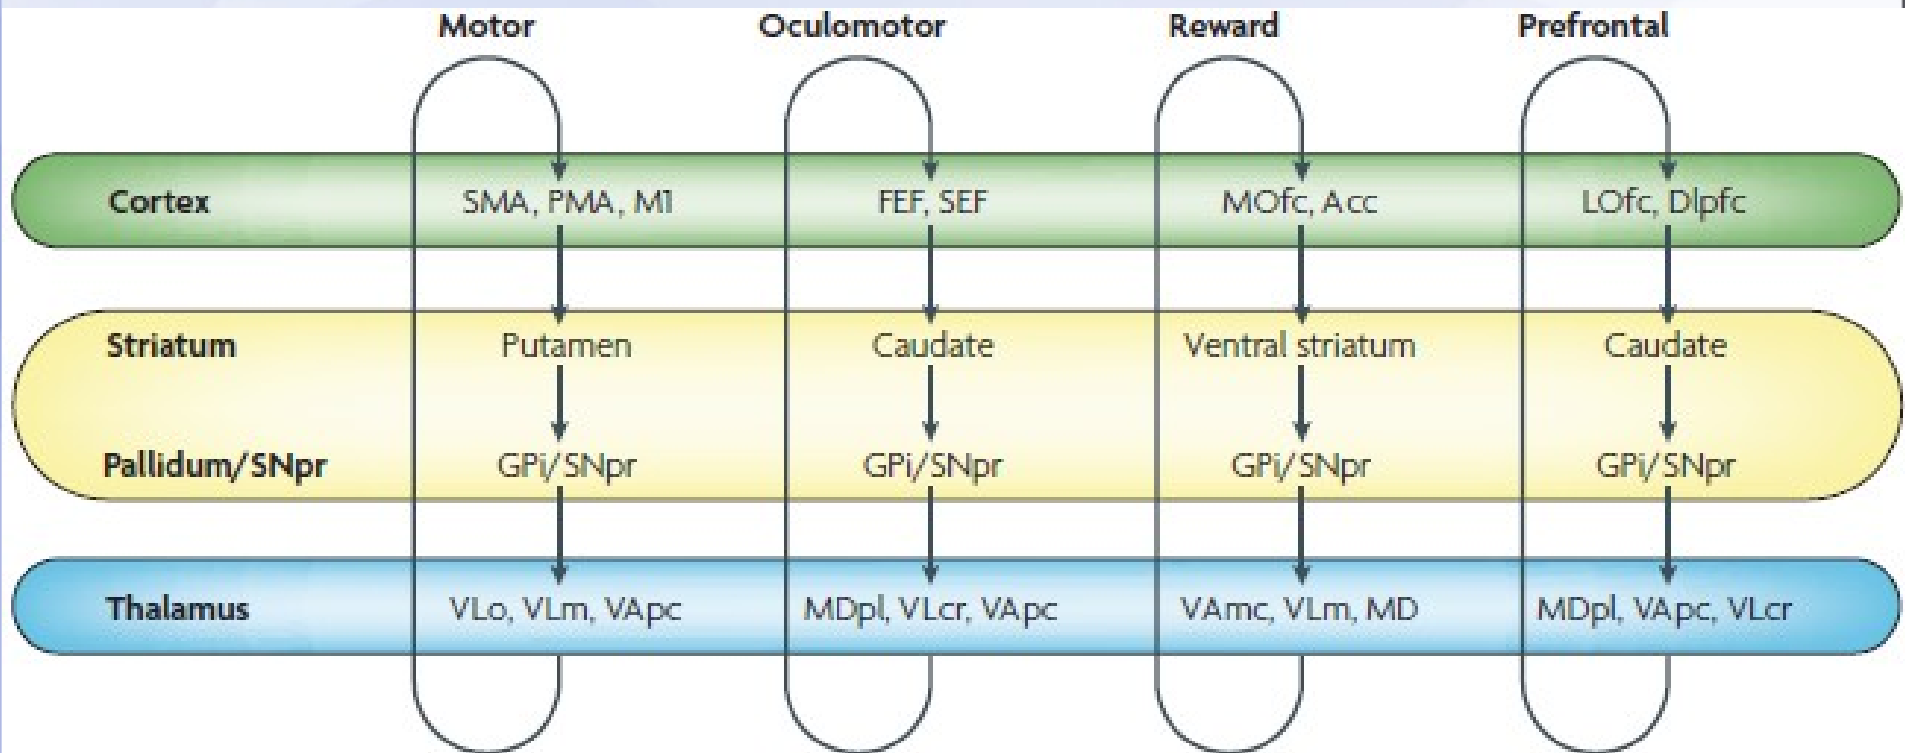 Motor Oculomotor Reward Prefrontal
Cortex SMA, PMA, M1 FEF, SEF MOfc, Acc LOfc, Dlpfc
Striatum Putamen Caudate Ventral striatum Caudate
Pallidum/SNpr GPi/SNpr GPi/SNpr GPi/SNpr GPi/SNpr
Thalamus VLo, VLm, VApc MDpl, VLcr, VApc VAmc, VLm, MD MDpl, VApc, VLcr